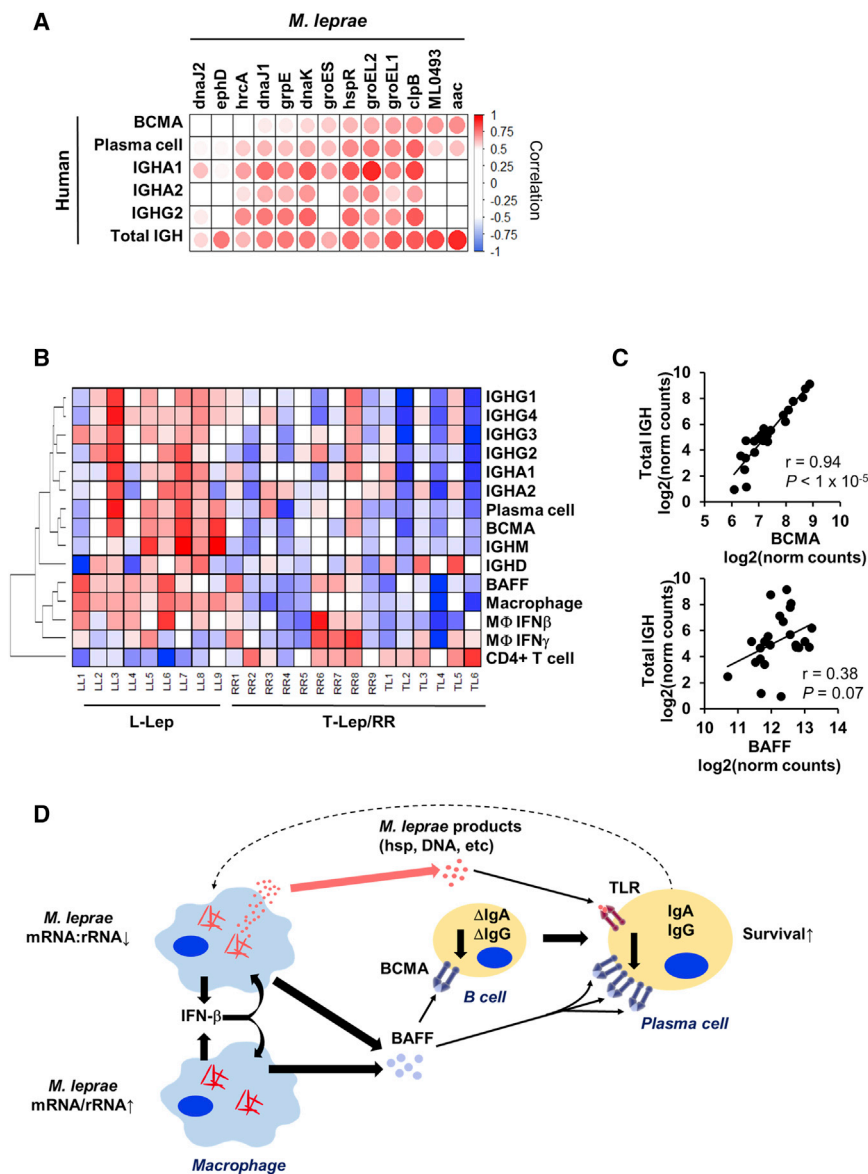 A
M. leprae
dnaJ2
ephD
hrcA
dnaJ1
grpE
dnaK
groES
hspR
groEL2
groEL1
clpB
ML0493
aac
Human
BCMA
Plasma cell
IGHA1
IGHA2
IGHG2
Total IGH
1
0.75
0.5
0.25
0
-0.25
-0.5
-0.75
-1
Correlation
B
IGHG1
IGHG4
IGHG3
IGHG2
IGHA1
IGHA2
Plasma cell
BCMA
IGHM
IGHD
BAFF
Macrophage
MΦ IFNβ
MΦ IFNγ
CD4+ T cell
LL1
LL2
LL3
LL4
LL5
LL6
LL7
LL8
LL9
RR1
RR2
RR3
RR4
RR5
RR6
RR7
RR8
RR9
TL1
TL2
TL3
TL4
TL5
TL6
L-Lep
T-Lep/RR
C
Total IGH
log2(norm counts)
10
8
6
4
2
0
r = 0.94
P < 1 x 10-5
5 6 7 8 9 10
BCMA
log2(norm counts)
Total IGH
log2(norm counts)
10
8
6
4
2
0
r = 0.38
P = 0.07
10 11 12 13 14
BAFF
log2(norm counts)
D
M. leprae products
(hsp, DNA, etc)
TLR
M. leprae
mRNA:rRNA↓
ΔIgA
ΔIgG
IgA
IgG
Survival↑
BCMA
B cell
Plasma cell
IFN-β
BAFF
M. leprae
mRNA/rRNA↑
Macrophage